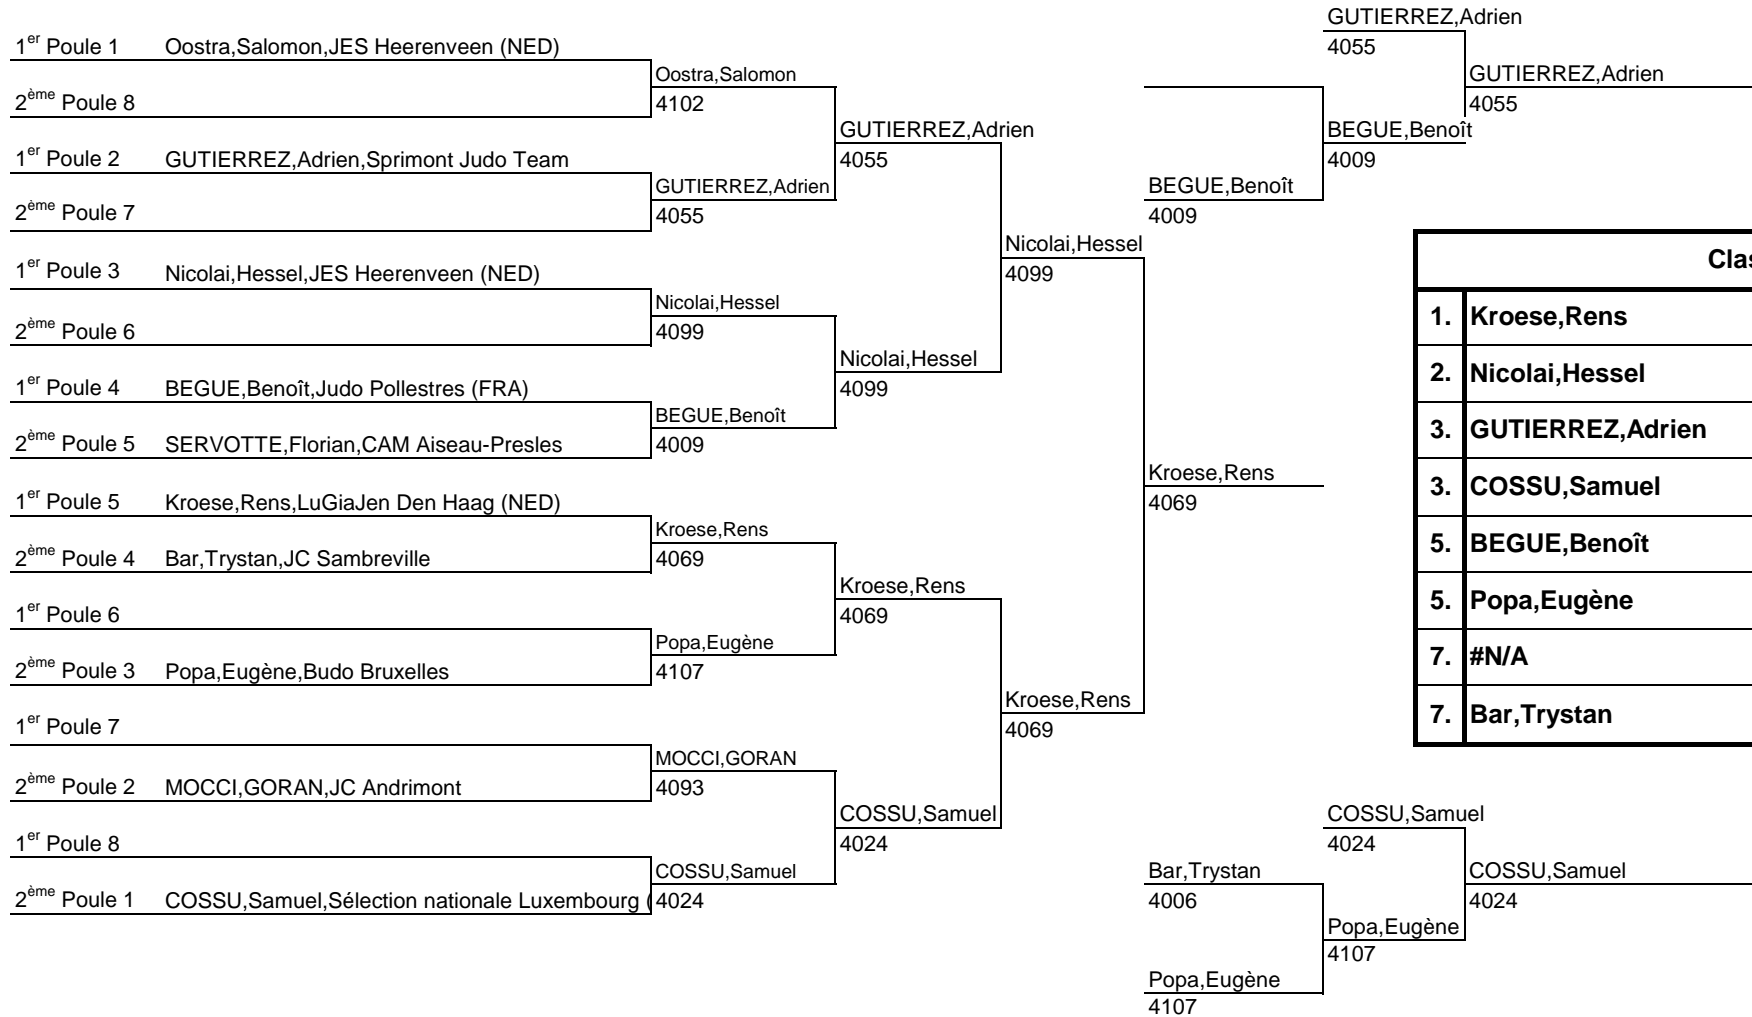 GUTIERREZ,Adrien
1er Poule 1 Oostra,Salomon,JES Heerenveen (NED)
4055
Oostra,Salomon
GUTIERREZ,Adrien
2ème Poule 8
4102
4055
GUTIERREZ,Adrien
BEGUE,Benoît
1er Poule 2 GUTIERREZ,Adrien,Sprimont Judo Team
4055
4009
GUTIERREZ,Adrien
BEGUE,Benoît
2ème Poule 7
4055
4009
Nicolai,Hessel
Clas
1er Poule 3 Nicolai,Hessel,JES Heerenveen (NED)
4099
Nicolai,Hessel
1. Kroese,Rens
2ème Poule 6
4099
Nicolai,Hessel
2. Nicolai,Hessel
1er Poule 4 BEGUE,Benoît,Judo Pollestres (FRA)
4099
BEGUE,Benoît
3. GUTIERREZ,Adrien
2ème Poule 5 SERVOTTE,Florian,CAM Aiseau-Presles
4009
Kroese,Rens
3. COSSU,Samuel
1er Poule 5 Kroese,Rens,LuGiaJen Den Haag (NED)
4069
Kroese,Rens
5. BEGUE,Benoît
2ème Poule 4 Bar,Trystan,JC Sambreville
4069
Kroese,Rens
5. Popa,Eugène
1er Poule 6
4069
Popa,Eugène
7. #N/A
2ème Poule 3 Popa,Eugène,Budo Bruxelles
4107
Kroese,Rens
7. Bar,Trystan
1er Poule 7
4069
MOCCI,GORAN
2ème Poule 2 MOCCI,GORAN,JC Andrimont
4093
COSSU,Samuel
COSSU,Samuel
1er Poule 8
4024
4024
COSSU,Samuel
Bar,Trystan
COSSU,Samuel
2ème Poule 1 COSSU,Samuel,Sélection nationale Luxembourg (
4024
4006
4024
Popa,Eugène
4107
Popa,Eugène
4107